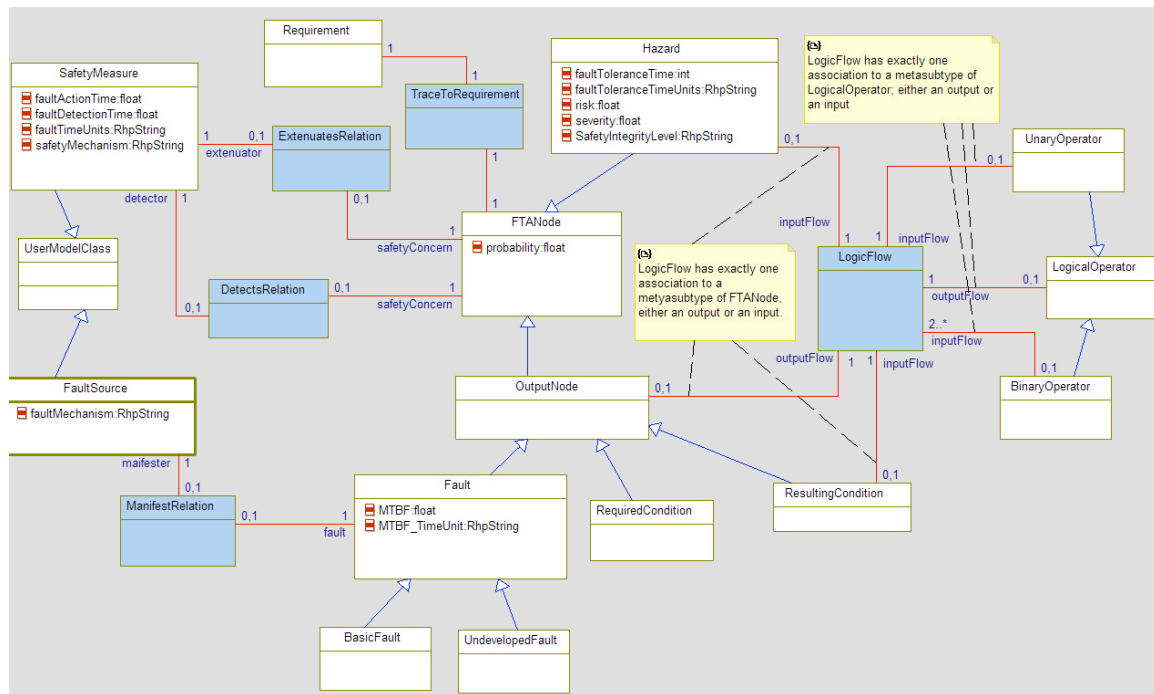 Requirement
1
1
TraceToRequirement
1
1
SafetyMeasure
faultActionTime:float
faultDetectionTime:float
faultTimeUnits:RhpString
safetyMechanism:RhpString
1
extenuator
0,1
ExtenuatesRelation
0,1
1
safetyConcern
detector
1
0,1
DetectsRelation
0,1
1
safetyConcern
UserModelClass
FaultSource
faultMechanism:RhpString
maifester
1
0,1
ManifestRelation
0,1
1
fault
Hazard
faultToleranceTime:int
faultToleranceTimeUnits:RhpString
risk:float
severity:float
SafetyIntegrityLevel:RhpString
0,1
inputFlow
1
FTANode
probability:float
LogicFlow has exactly one
association to a
metyasubtype of FTANode,
either an output or an input.
LogicFlow has exactly one
association to a metasubtype of
LogicalOperator; either an output or
an input
UnaryOperator
0,1
1
inputFlow
LogicFlow
LogicalOperator
1
0,1
outputFlow
2..*
inputFlow
0,1
BinaryOperator
outputFlow
1
1
inputFlow
OutputNode
0,1
0,1
ResultingCondition
RequiredCondition
Fault
MTBF:float
MTBF_TimeUnit:RhpString
BasicFault
UndevelopedFault